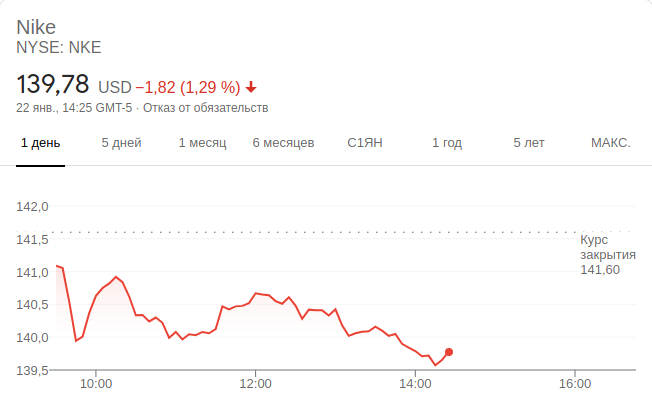 Nike
NYSE: NKE
139,78 USD −1,82 (1,29 %)
22 янв., 14:25 GMT-5 · Отказ от обязательств
1 день 5 дней 1 месяц 6 месяцев С1ЯН 1 год 5 лет МАКС.
142,0
141,5
Курс
закрытия
141,60
141,0
140,5
140,0
139,5
10:00 12:00 14:00 16:00